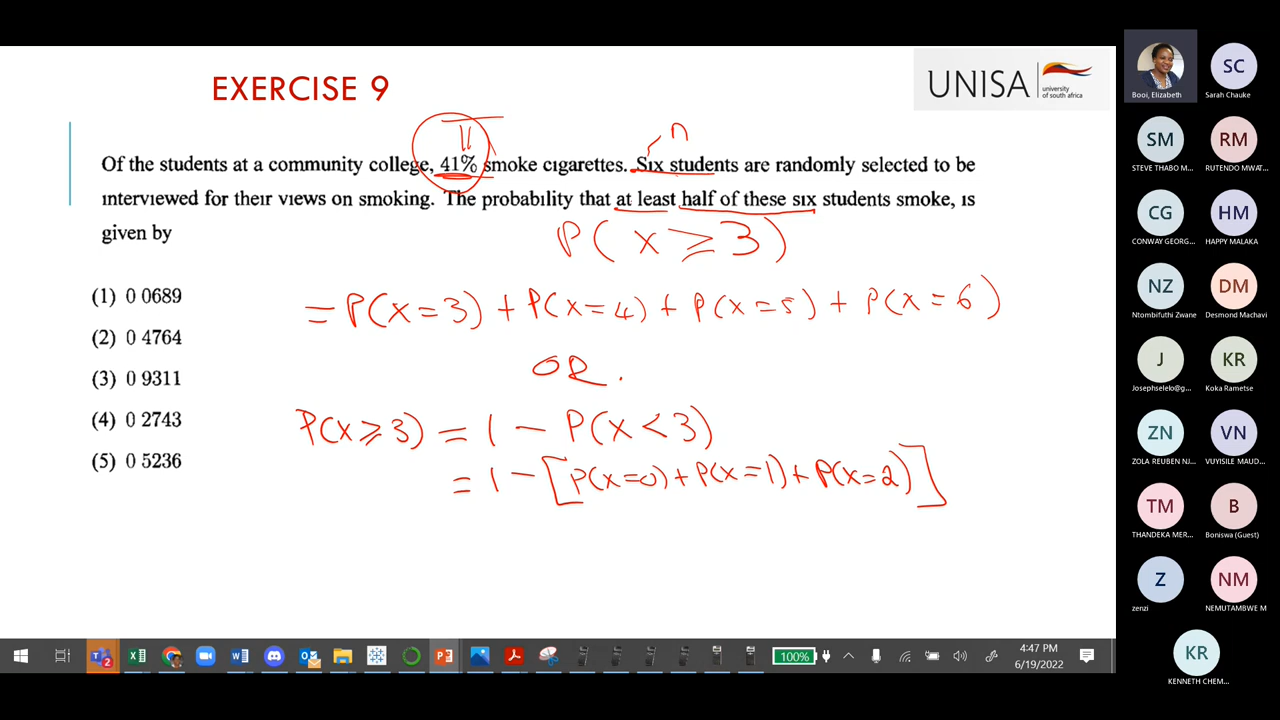 EXERCISE 9
UNISA
university
of south africa
n
Of the students at a community college, 41% smoke cigarettes. Six students are randomly selected to be
interviewed for their views on smoking. The probability that at least half of these six students smoke, is
given by
P(x ≥ 3)
(1) 0 0689
= P(x = 3) + P(x = 4) + P(x = 5) + P(x = 6)
(2) 0 4764
OR.
(3) 0 9311
(4) 0 2743
P(x ≥ 3) = 1 - P(x < 3)
(5) 0 5236
= 1 - [P(x=0) + P(x=1) + P(x=2)]
Booi, Elizabeth
SC
Sarah Chauke
SM
STEVE THABO M...
RM
RUTENDO MWAT...
CG
CONWAY GEORG...
HM
HAPPY MALAKA
NZ
Ntombifuthi Zwane
DM
Desmond Machavi
J
Josephselelo@g...
KR
Koka Rametse
ZN
ZOLA REUBEN NJ...
VN
VUYISILE MAUD...
TM
THANDEKA MER...
B
Boniswa (Guest)
Z
zenzi
NM
NEMUTAMBWE M
KR
KENNETH CHEM...
2
100%
4:47 PM
6/19/2022